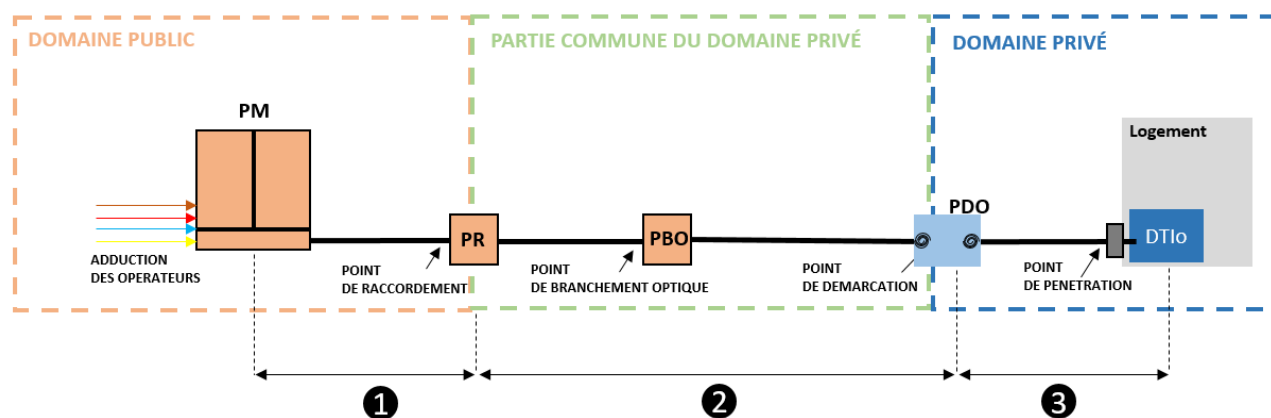 DOMAINE PUBLIC
PARTIE COMMUNE DU DOMAINE PRIVÉ
DOMAINE PRIVÉ
PM
Logement
PDO
PR
PBO
DTIo
ADDUCTION
DES OPERATEURS
POINT
DE RACCORDEMENT
POINT
DE BRANCHEMENT OPTIQUE
POINT
DE DEMARCATION
POINT
DE PENETRATION
1
2
3